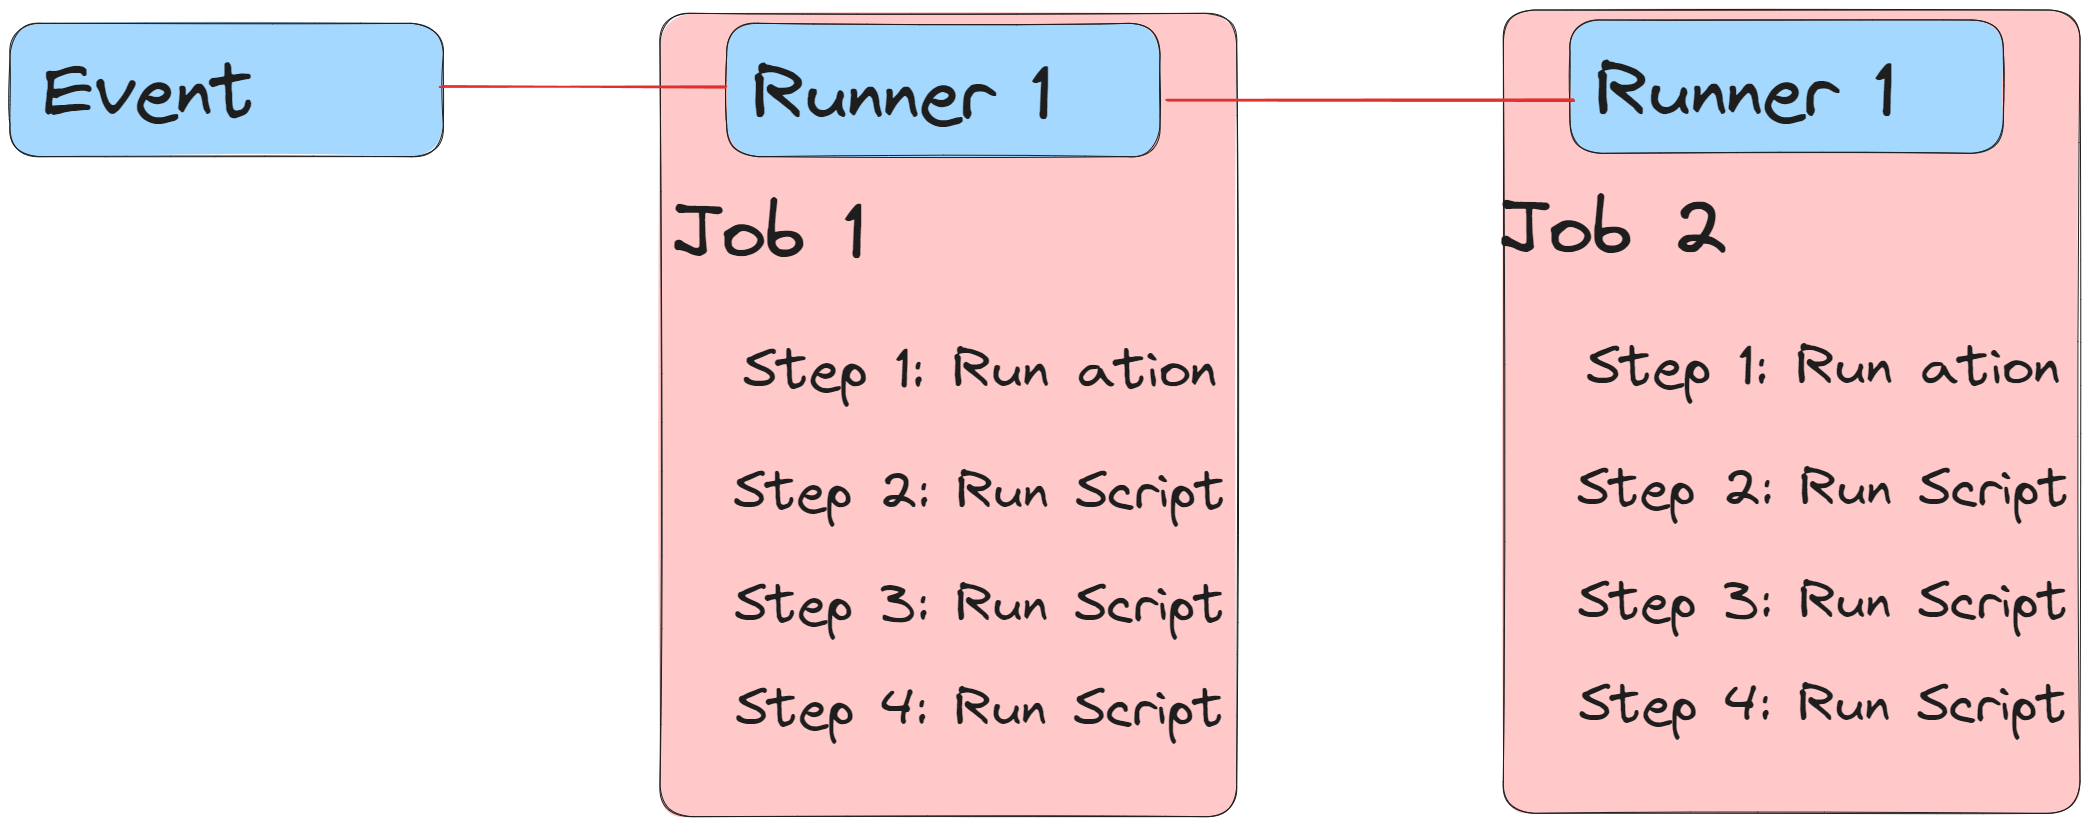 Event
Runner 1
Job 1
Step 1: Run ation
Step 2: Run Script
Step 3: Run Script
Step 4: Run Script
Runner 1
Job 2
Step 1: Run ation
Step 2: Run Script
Step 3: Run Script
Step 4: Run Script